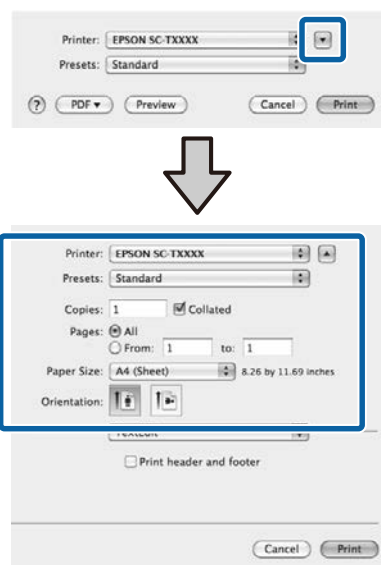 Printer: EPSON SC-TXXXX
Presets: Standard
? PDF▾ Preview Cancel Print
Printer: EPSON SC-TXXXX
Presets: Standard
Copies: 1 Collated
Pages: All
From: 1 to: 1
Paper Size: A4 (Sheet) 8.26 by 11.69 inches
Orientation:
Print header and footer
Cancel Print